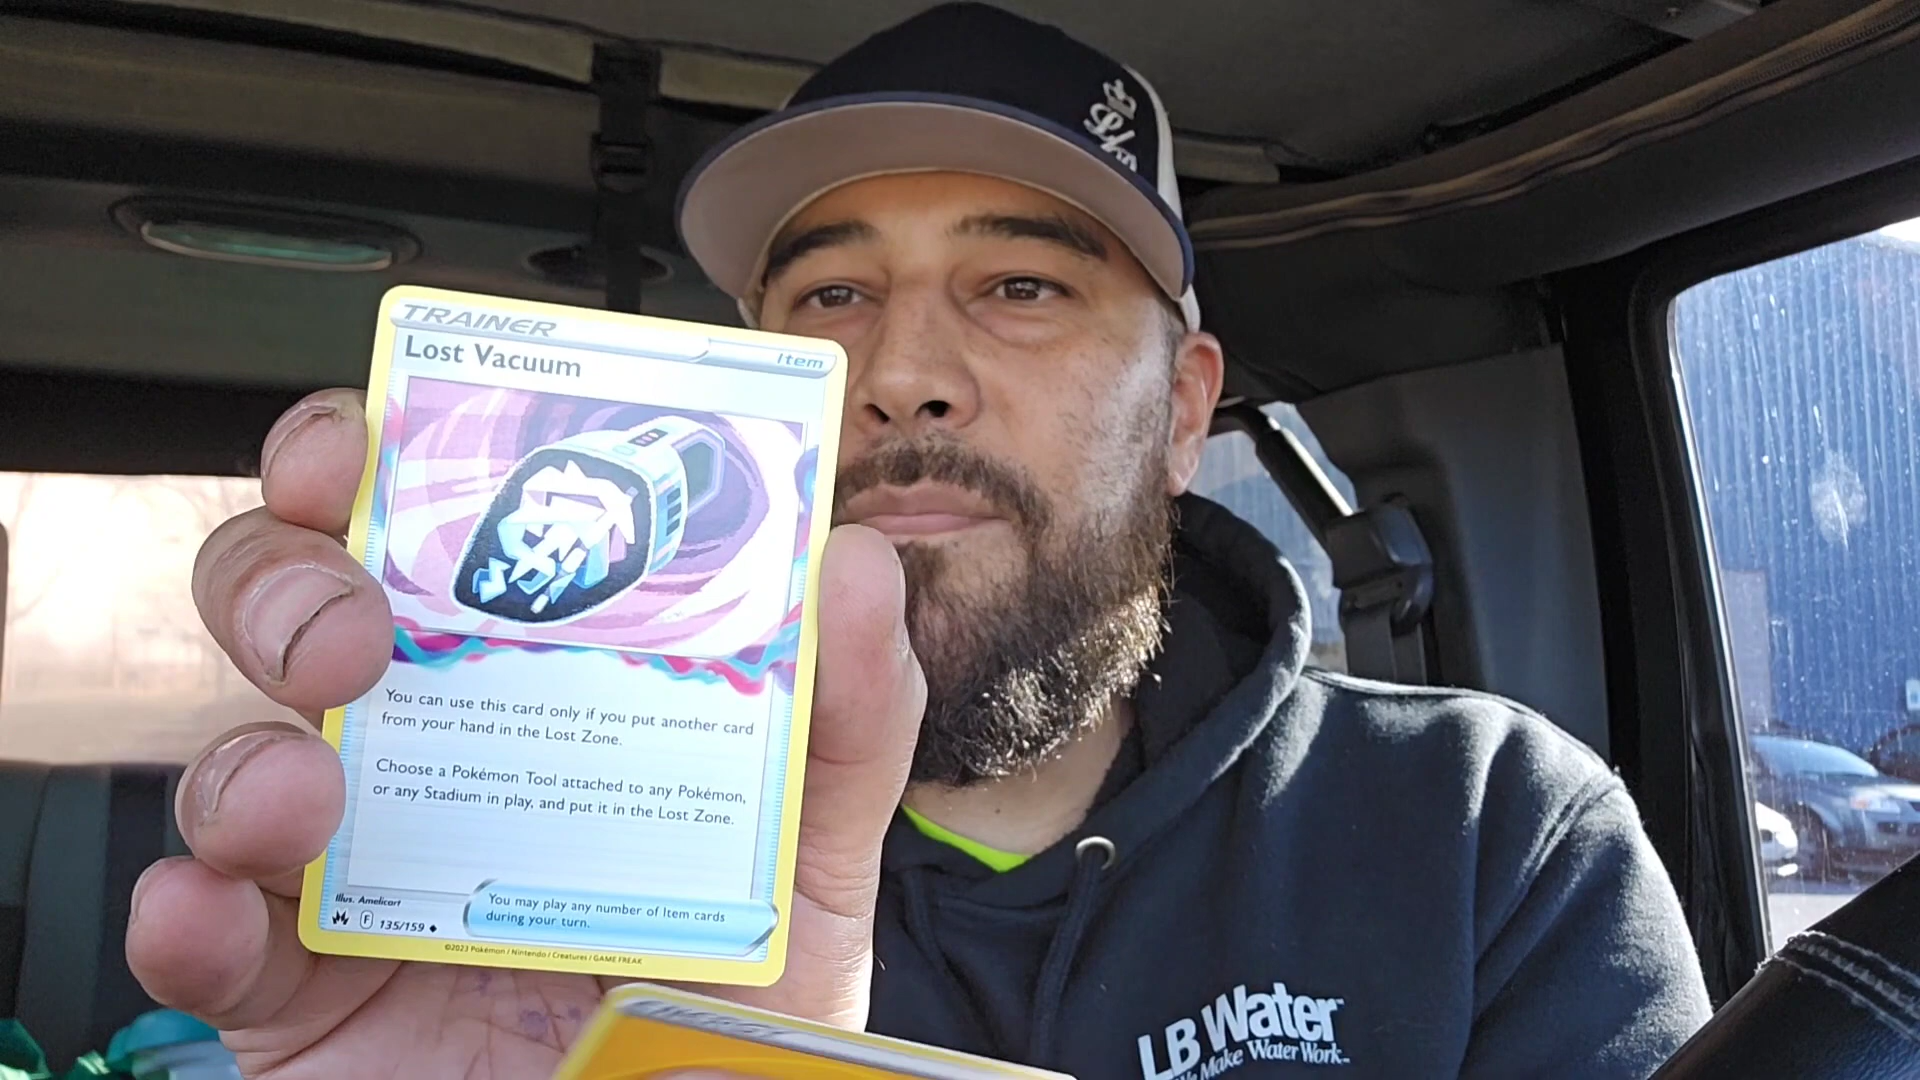 TRAINER
Item
Lost Vacuum
You can use this card only if you put another card
from your hand in the Lost Zone.
Choose a Pokémon Tool attached to any Pokémon,
or any Stadium in play, and put it in the Lost Zone.
Illus. Amelicart
F 135/159
You may play any number of Item cards
during your turn.
©2023 Pokémon / Nintendo / Creatures / GAME FREAK
LB Water™
We Make Water Work™